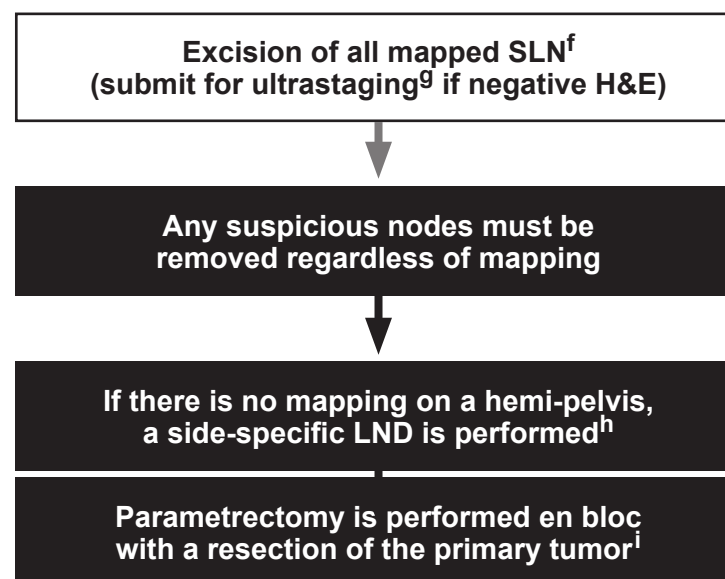 Excision of all mapped SLNᶠ
(submit for ultrastagingᵍ if negative H&E)
Any suspicious nodes must be
removed regardless of mapping
If there is no mapping on a hemi-pelvis,
a side-specific LND is performedʰ
Parametrectomy is performed en bloc
with a resection of the primary tumorⁱ